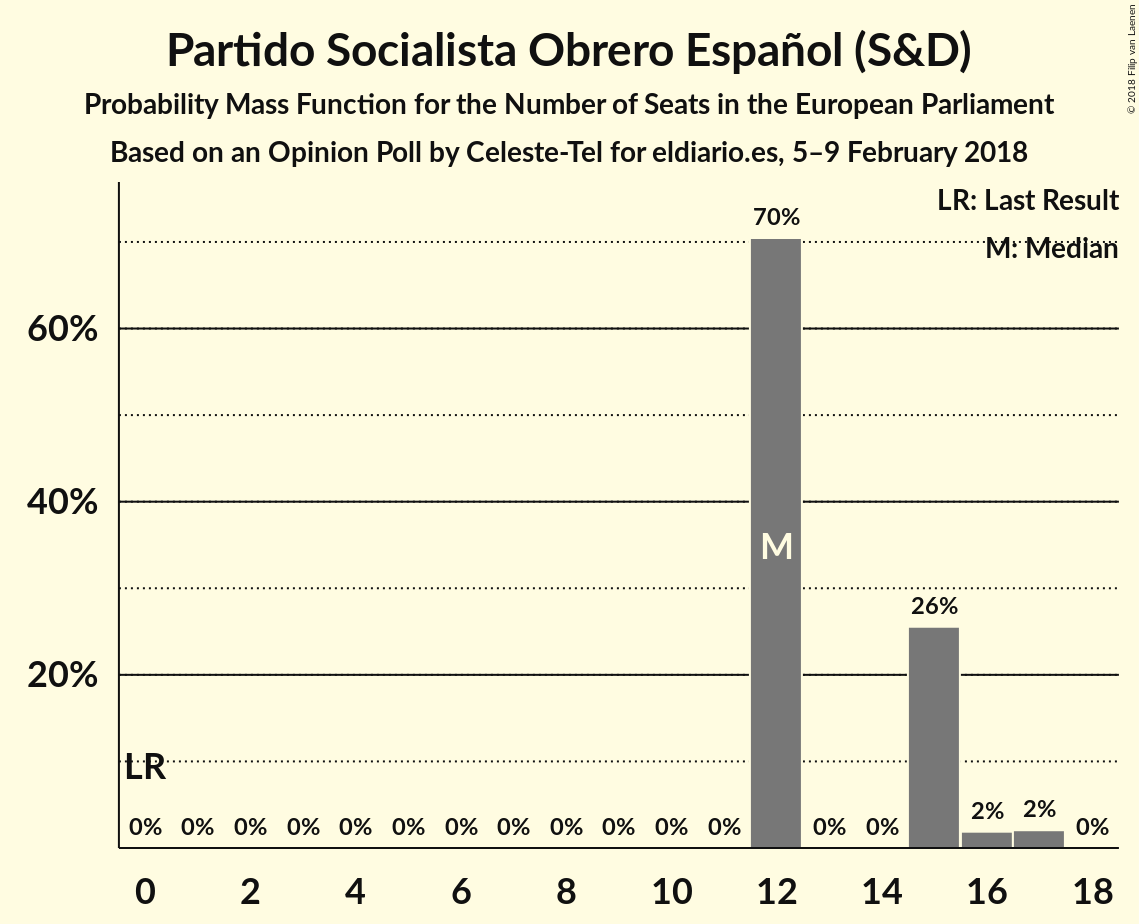 Partido Socialista Obrero Español (S&D)
Probability Mass Function for the Number of Seats in the European Parliament
Based on an Opinion Poll by Celeste-Tel for eldiario.es, 5–9 February 2018
© 2018 Filip van Laenen
LR: Last Result
M: Median
70%
60%
40%
M
26%
20%
LR
0% 0% 0% 0% 0% 0% 0% 0% 0% 0% 0% 0% 0% 0% 2% 2% 0%
0 2 4 6 8 10 12 14 16 18